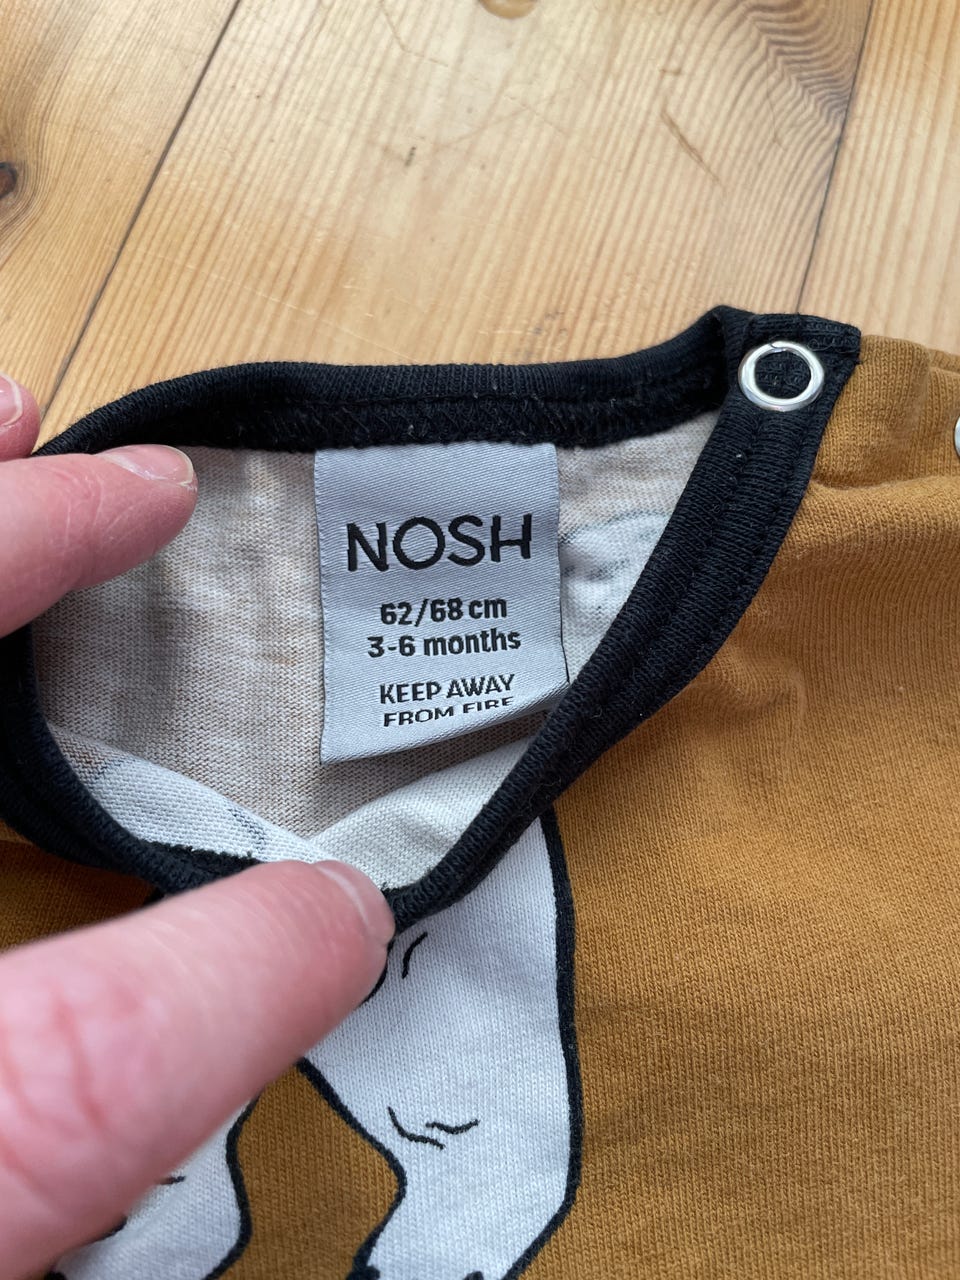 NOSH
62/68 cm
3-6 months
KEEP AWAY
FROM FIRE